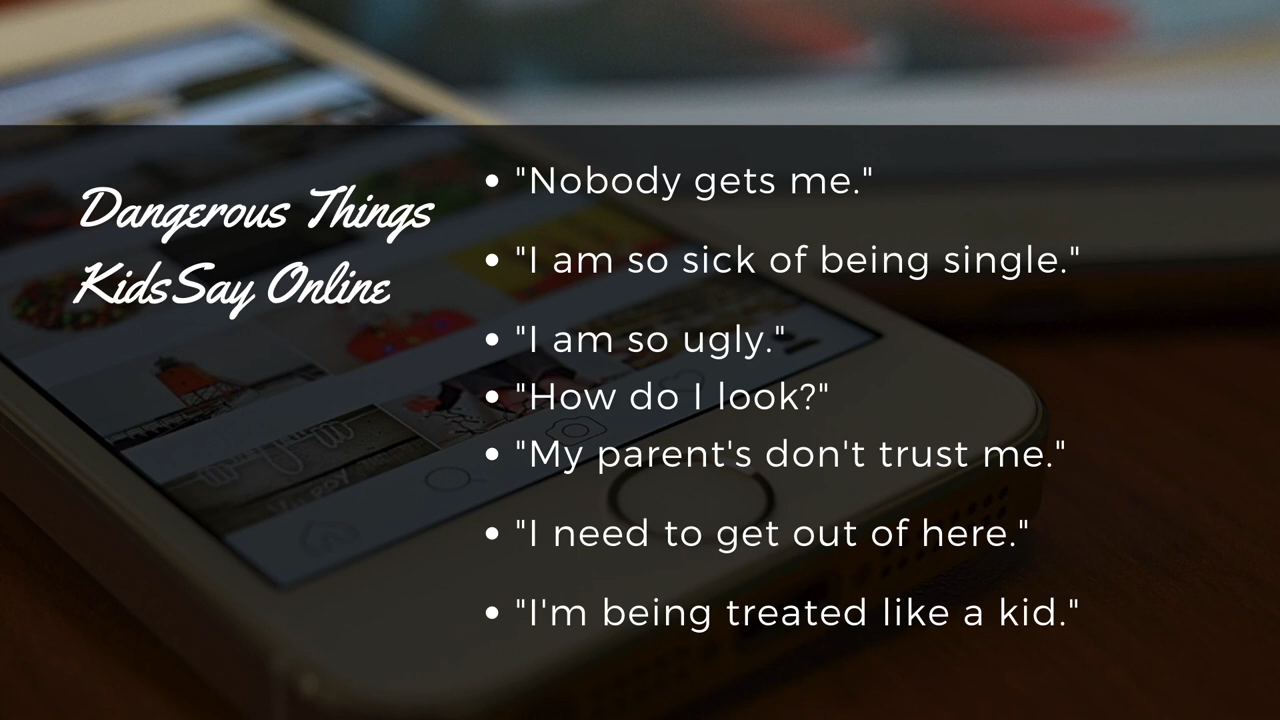 Dangerous Things
KidsSay Online
• "Nobody gets me."
• "I am so sick of being single."
• "I am so ugly."
• "How do I look?"
• "My parent's don't trust me."
• "I need to get out of here."
• "I'm being treated like a kid."